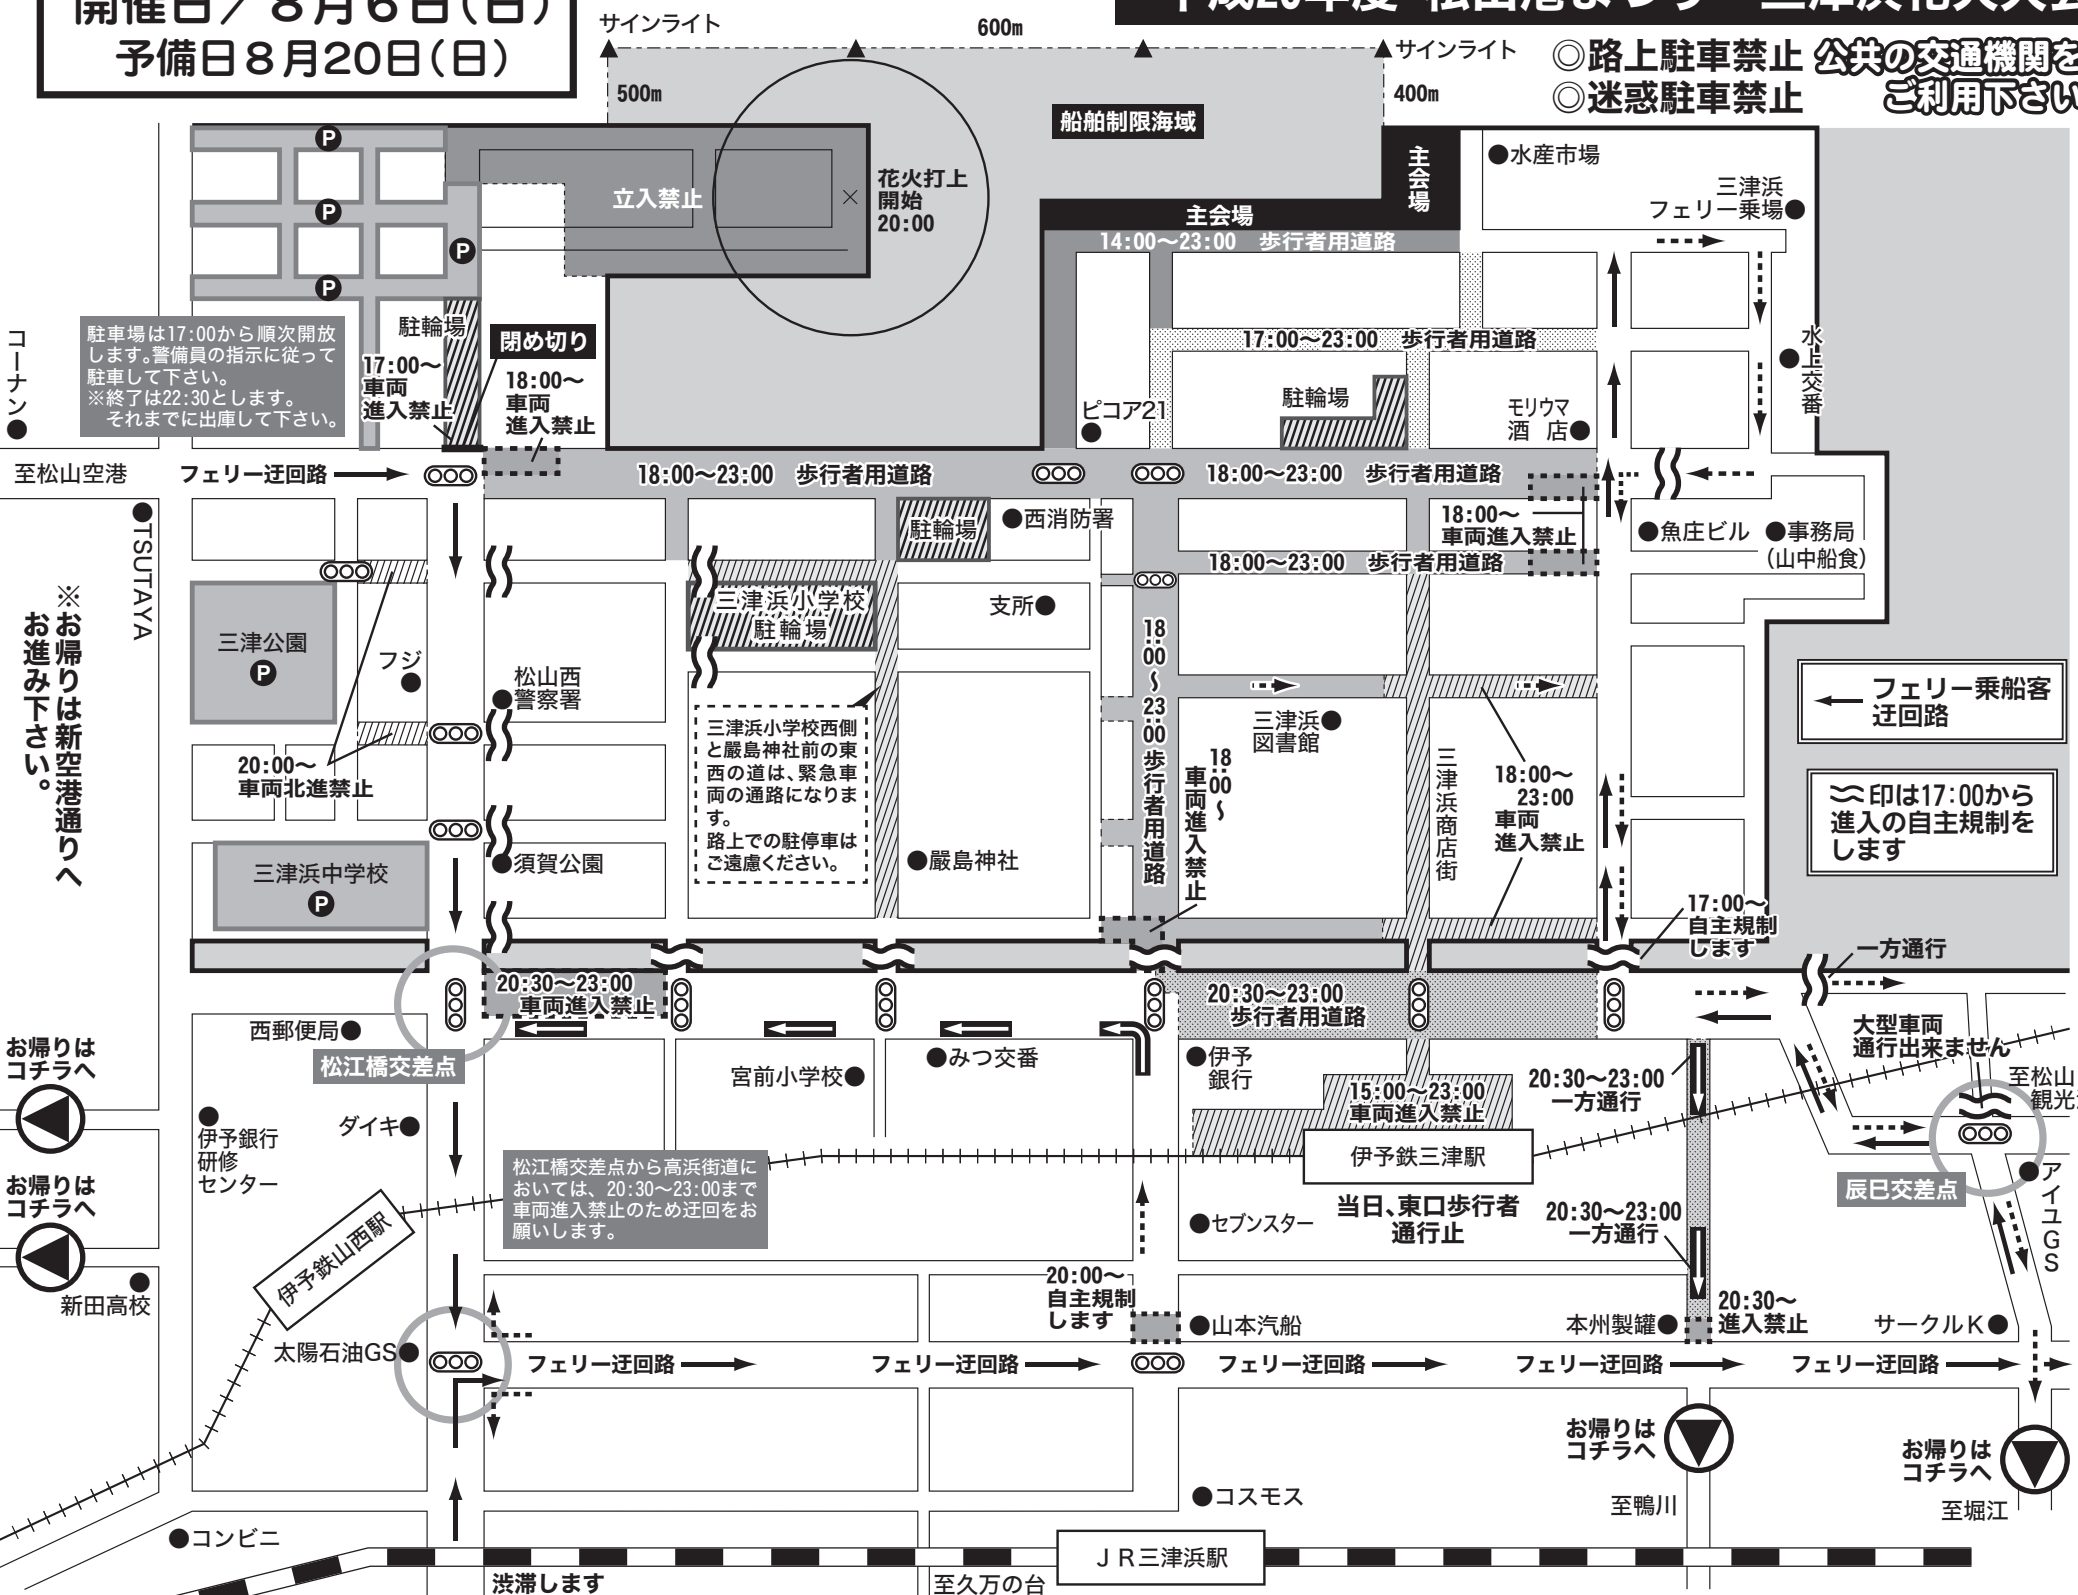 開催日／8月6日(日)
予備日8月20日(日)
サインライト
600m
サインライト
500m
400m
◎路上駐車禁止
◎迷惑駐車禁止
公共の交通機関を
ご利用下さい
船舶制限海域
主会場
主会場
立入禁止
花火打上
開始
20:00
14:00〜23:00 歩行者用道路
●水産市場
三津浜
フェリー乗場●
P
P
P
P
コーナン●
駐車場は17:00から順次開放
します。警備員の指示に従って
駐車して下さい。
※終了は22:30とします。
それまでに出庫して下さい。
駐輪場
17:00〜
車両
進入禁止
閉め切り
18:00〜
車両
進入禁止
17:00〜23:00 歩行者用道路
駐輪場
ピコア21
●
モリウマ
酒 店●
●水上交番
至松山空港
フェリー迂回路
18:00〜23:00 歩行者用道路
18:00〜23:00 歩行者用道路
●TSUTAYA
駐輪場
●西消防署
18:00〜
車両進入禁止
●魚庄ビル
●事務局
(山中船食)
18:00〜23:00 歩行者用道路
三津浜小学校
駐輪場
支所●
三津公園
P
フジ
●
●松山西
警察署
※お帰りは新空港通りへ
お進み下さい。
18:00〜23:00 歩行者用道路
三津浜小学校西側
と厳島神社前の東
西の道は、緊急車
両の通路になりま
す。
路上での駐停車は
ご遠慮ください。
三津浜●
図書館
18:00〜
車両進入禁止
三津浜商店街
18:00〜
23:00
車両
進入禁止
フェリー乗船客
迂回路
印は17:00から
進入の自主規制を
します
20:00〜
車両北進禁止
三津浜中学校
P
●須賀公園
●厳島神社
17:00〜
自主規制
します
一方通行
20:30〜23:00
車両進入禁止
20:30〜23:00
歩行者用道路
西郵便局●
松江橋交差点
お帰りは
コチラへ
宮前小学校●
●みつ交番
●伊予
銀行
15:00〜23:00
車両進入禁止
20:30〜23:00
一方通行
大型車両
通行出来ません
至松山
●
伊予銀行
研修
センター
ダイキ●
松江橋交差点から高浜街道に
おいては、20:30〜23:00まで
車両進入禁止のため迂回をお
願いします。
伊予鉄三津駅
当日、東口歩行者
通行止
20:30〜23:00
一方通行
辰巳交差点
●アイユGS
お帰りは
コチラへ
伊予鉄山西駅
●セブンスター
●
新田高校
20:00〜
自主規制
します
●山本汽船
本州製罐●
20:30〜
進入禁止
サークルK●
太陽石油GS●
フェリー迂回路
フェリー迂回路
フェリー迂回路
フェリー迂回路
フェリー迂回路
お帰りは
コチラへ
お帰りは
コチラへ
●コスモス
至鴨川
至堀江
●コンビニ
JR三津浜駅
渋滞します
至久万の台